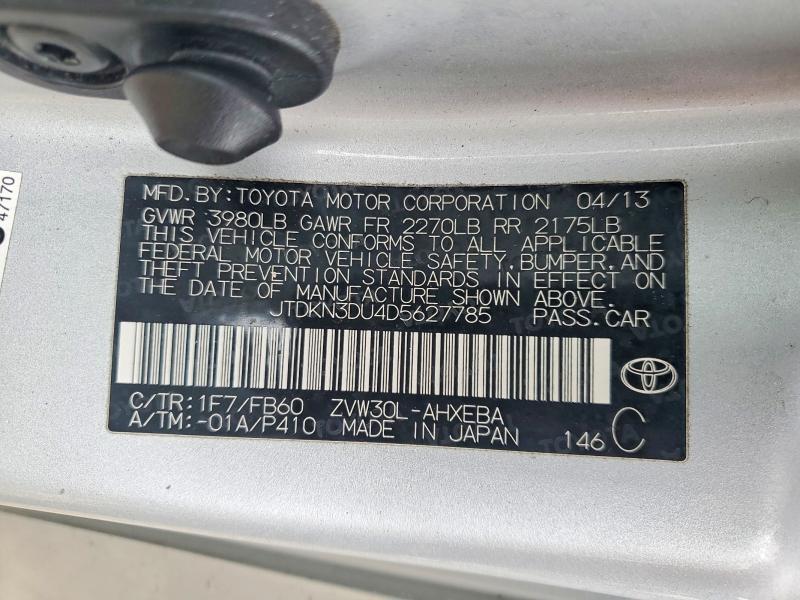 47170
MFD.BY:TOYOTA MOTOR CORPORATION 04/13
GVWR 3980LB GAWR FR 2270LB RR 2175LB
THIS VEHICLE CONFORMS TO ALL APPLICABLE
FEDERAL MOTOR VEHICLE SAFETY, BUMPER, AND
THEFT PREVENTION STANDARDS IN EFFECT ON
THE DATE OF MANUFACTURE SHOWN ABOVE.
JTDKN3DU4D5627785 PASS.CAR
C/TR: 1F7/FB60 ZVW30L-AHXEBA
A/TM:-01A/P410 MADE IN JAPAN 146 C